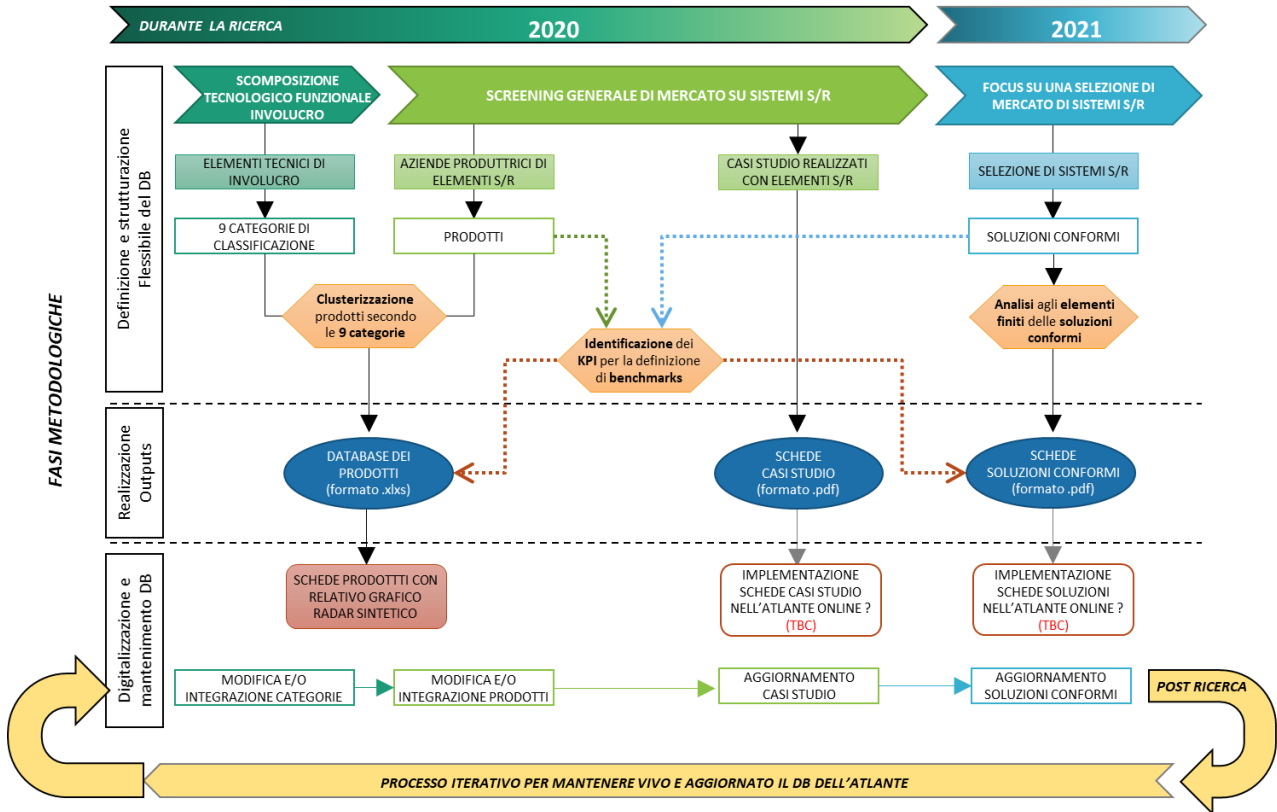 DURANTE LA RICERCA
2020
2021
FASI METODOLOGICHE
Definizione e strutturazione
Flessibile del DB
SCOMPOSIZIONE
TECNOLOGICO FUNZIONALE
INVOLUCRO
SCREENING GENERALE DI MERCATO SU SISTEMI S/R
FOCUS SU UNA SELEZIONE DI
MERCATO DI SISTEMI S/R
ELEMENTI TECNICI DI
INVOLUCRO
AZIENDE PRODUTTRICI DI
ELEMENTI S/R
CASI STUDIO REALIZZATI
CON ELEMENTI S/R
SELEZIONE DI SISTEMI S/R
9 CATEGORIE DI
CLASSIFICAZIONE
PRODOTTI
SOLUZIONI CONFORMI
Clusterizzazione
prodotti secondo
le 9 categorie
Identificazione dei
KPI per la definizione
di benchmarks
Analisi agli elementi
finiti delle soluzioni
conformi
Realizzazione
Outputs
DATABASE DEI
PRODOTTI
(formato .xlxs)
SCHEDE
CASI STUDIO
(formato .pdf)
SCHEDE
SOLUZIONI CONFORMI
(formato .pdf)
Digitalizzazione e
mantenimento DB
SCHEDE PRODOTTTI CON
RELATIVO GRAFICO
RADAR SINTETICO
IMPLEMENTAZIONE
SCHEDE CASI STUDIO
NELL'ATLANTE ONLINE ?
(TBC)
IMPLEMENTAZIONE
SCHEDE SOLUZIONI
NELL'ATLANTE ONLINE ?
(TBC)
MODIFICA E/O
INTEGRAZIONE CATEGORIE
MODIFICA E/O
INTEGRAZIONE PRODOTTI
AGGIORNAMENTO
CASI STUDIO
AGGIORNAMENTO
SOLUZIONI CONFORMI
POST RICERCA
PROCESSO ITERATIVO PER MANTENERE VIVO E AGGIORNATO IL DB DELL'ATLANTE